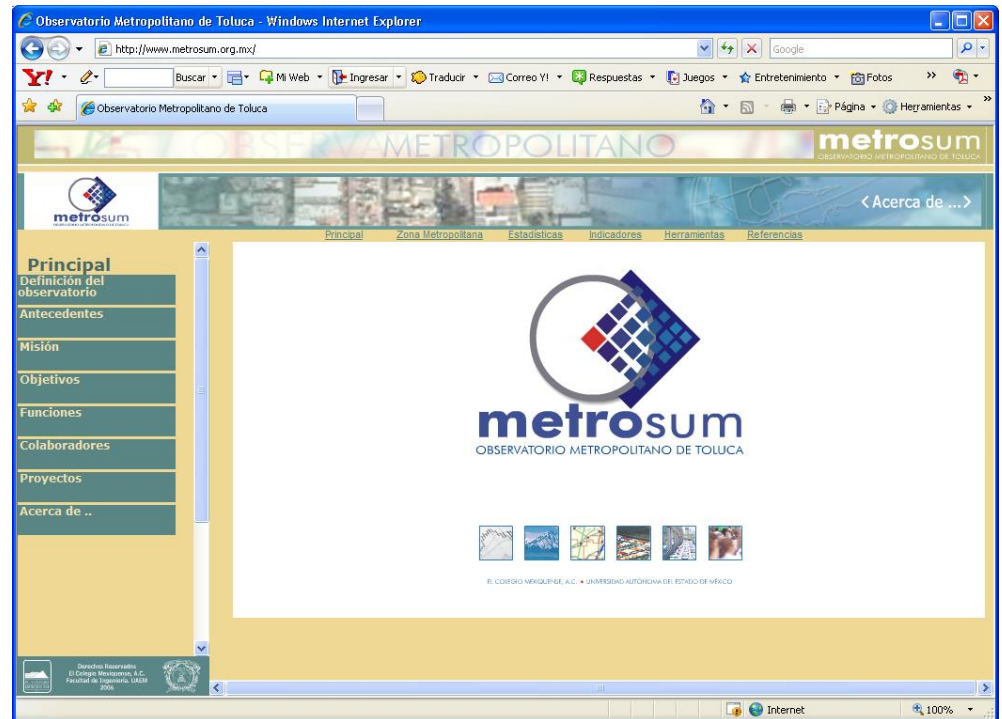 Observatorio Metropolitano de Toluca - Windows Internet Explorer
http://www.metrosum.org.mx/
Google
Buscar
Mi Web
Ingresar
Traducir
Correo Y!
Respuestas
Juegos
Entretenimiento
Fotos
»
Observatorio Metropolitano de Toluca
Página
Herramientas
»
OBSERVAMETROPOLITANO
metrosum
OBSERVATORIO METROPOLITANO DE TOLUCA
metrosum
OBSERVATORIO METROPOLITANO DE TOLUCA
<Acerca de ...>
Principal Zona Metropolitana Estadísticas Indicadores Herramientas Referencias
Principal
Definición del
observatorio
Antecedentes
Misión
Objetivos
Funciones
Colaboradores
Proyectos
Acerca de ..
metrosum
OBSERVATORIO METROPOLITANO DE TOLUCA
EL COLEGIO MEXIQUENSE, A.C. • UNIVERSIDAD AUTÓNOMA DEL ESTADO DE MÉXICO
Derechos Reservados
El Colegio Mexiquense, A.C.
Facultad de Ingeniería. UAEM
2006
Internet
100%